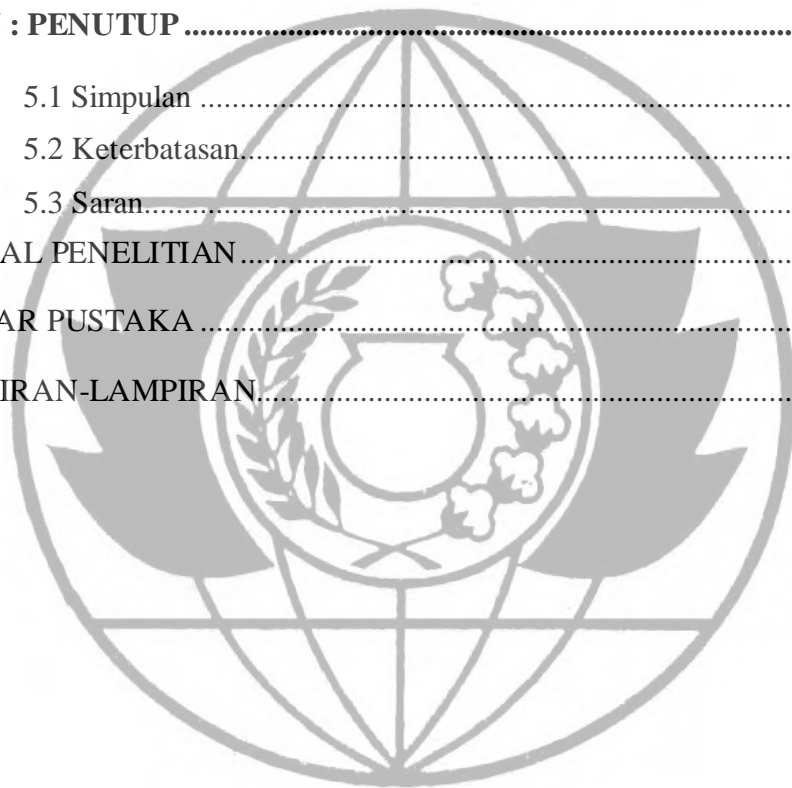 : PENUTUP ........................................................................
5.1 Simpulan ........................................................................
5.2 Keterbatasan........................................................................
5.3 Saran........................................................................
AL PENELITIAN........................................................................
AR PUSTAKA ........................................................................
IRAN-LAMPIRAN........................................................................